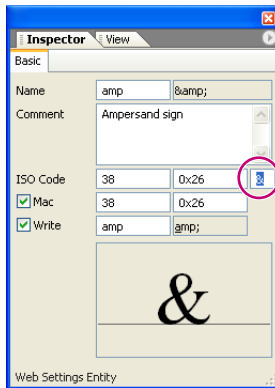 Inspector View
Basic
Name amp &amp;
Comment Ampersand sign
ISO Code 38 0x26 &
Mac 38 0x26
Write amp amp;
&
Web Settings Entity